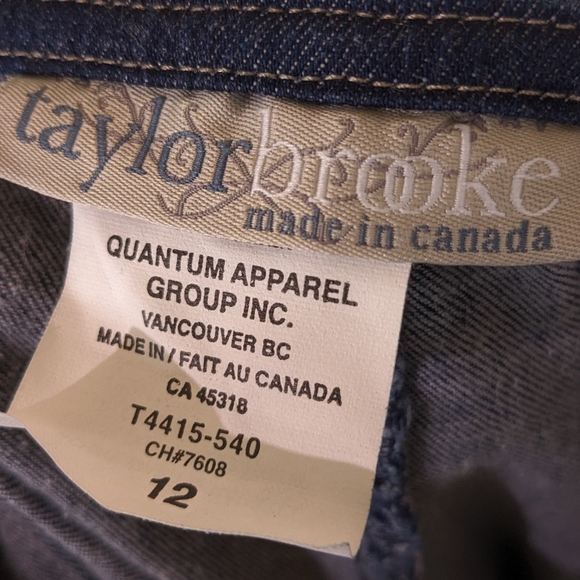 taylorbrooke
made in canada
QUANTUM APPAREL
GROUP INC.
VANCOUVER BC
MADE IN / FAIT AU CANADA
CA 45318
T4415-540
CH#7608
12